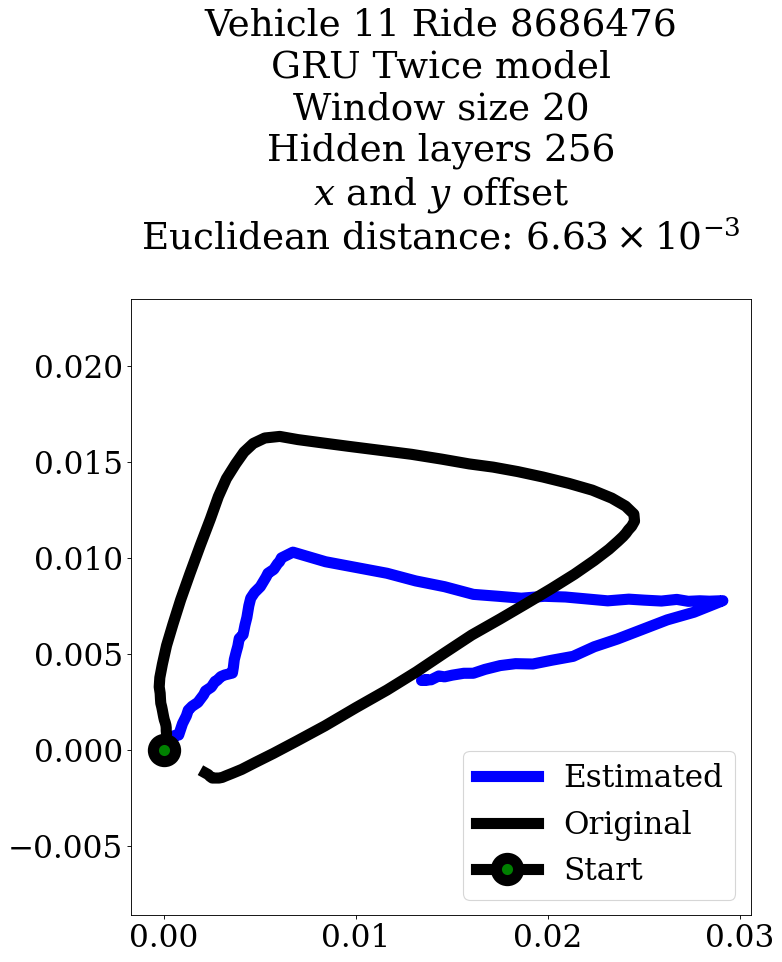 Vehicle 11 Ride 8686476
GRU Twice model
Window size 20
Hidden layers 256
x and y offset
Euclidean distance: 6.63 × 10⁻³
0.020
0.015
0.010
0.005
0.000
−0.005
Estimated
Original
Start
0.00 0.01 0.02 0.03